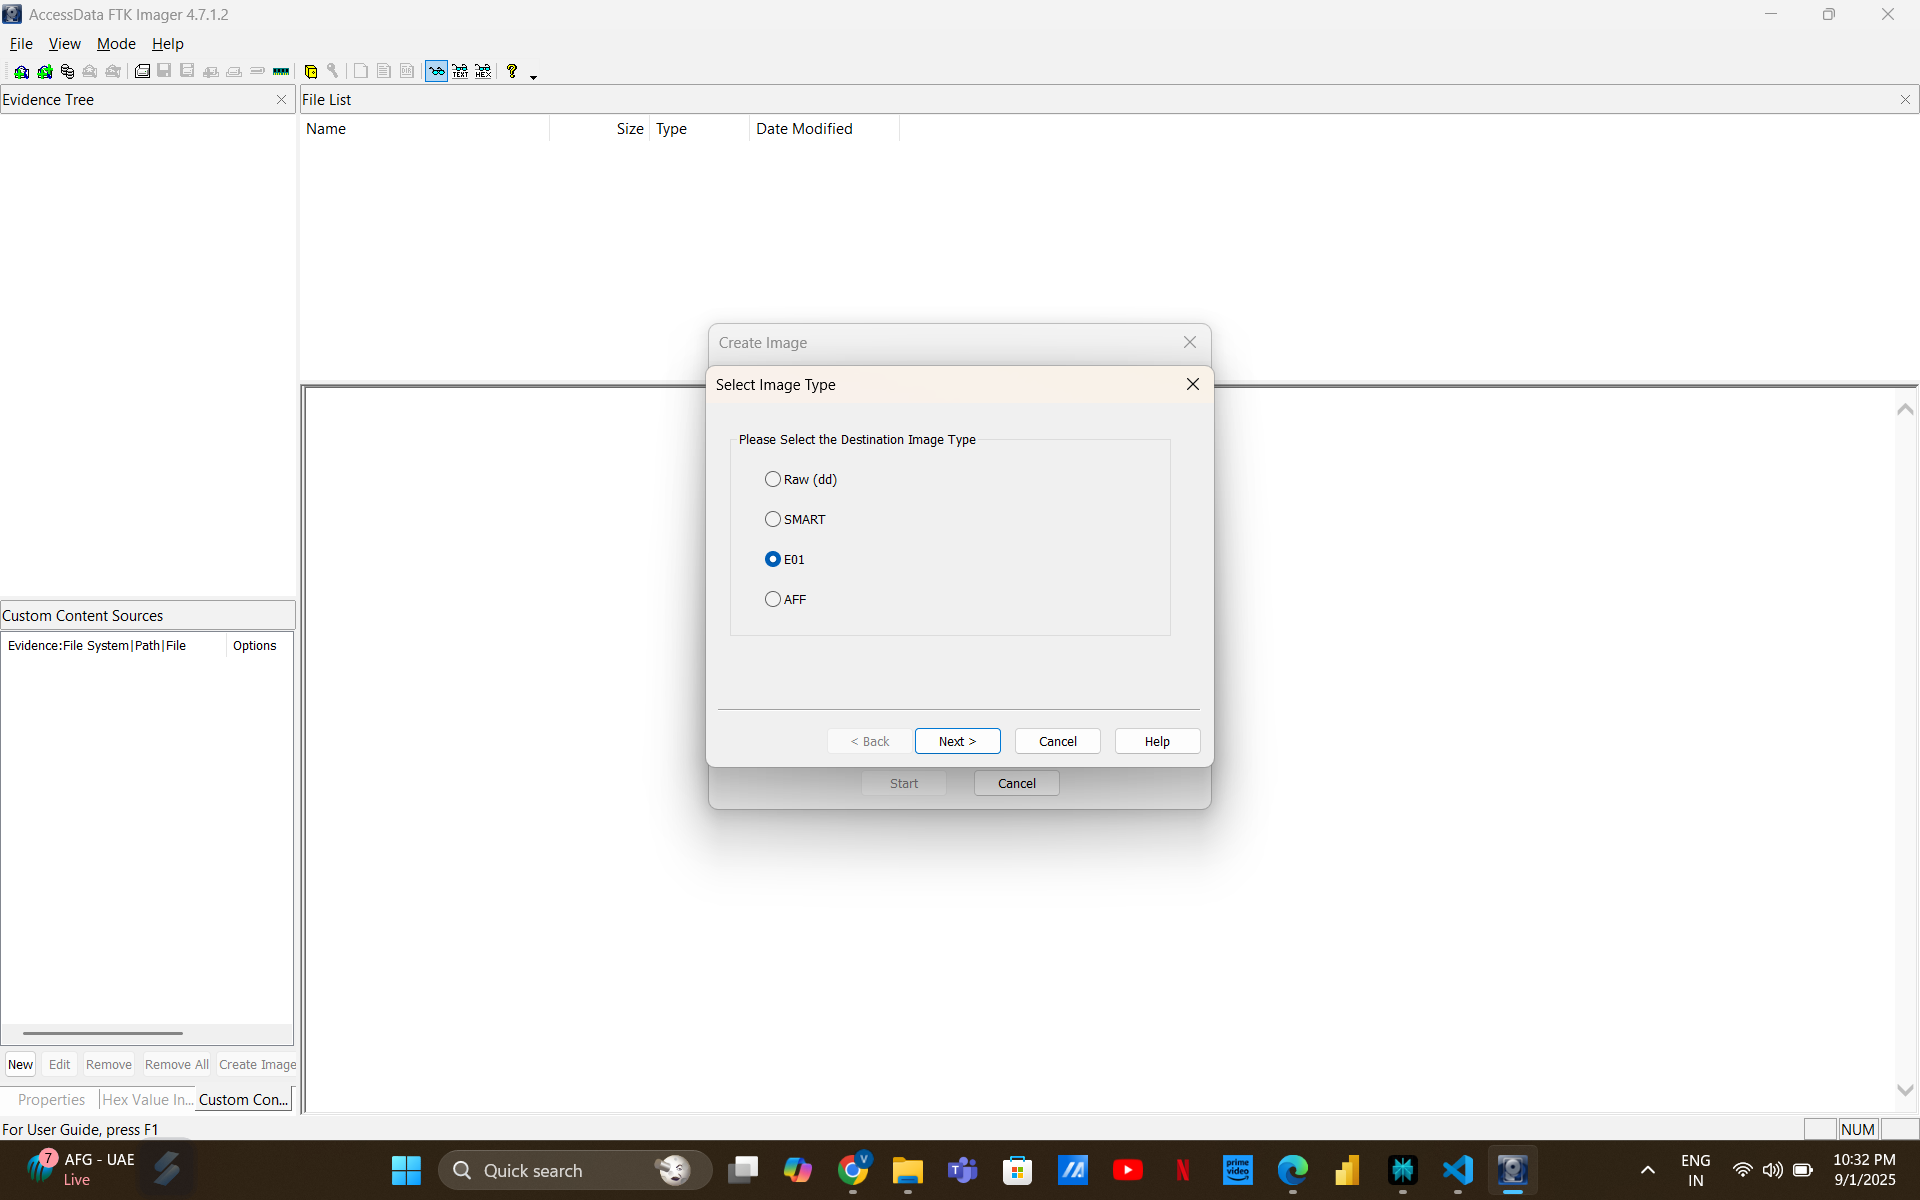 AccessData FTK Imager 4.7.1.2
File View Mode Help
Evidence Tree
File List
Name Size Type Date Modified
Create Image
Select Image Type
Please Select the Destination Image Type
Raw (dd)
SMART
E01
AFF
< Back Next > Cancel Help
Start Cancel
Custom Content Sources
Evidence:File System|Path|File Options
New Edit Remove Remove All Create Image
Properties Hex Value In... Custom Con...
For User Guide, press F1
NUM
7
AFG - UAE
Live
Quick search
V
prime video
ENG
IN
10:32 PM
9/1/2025